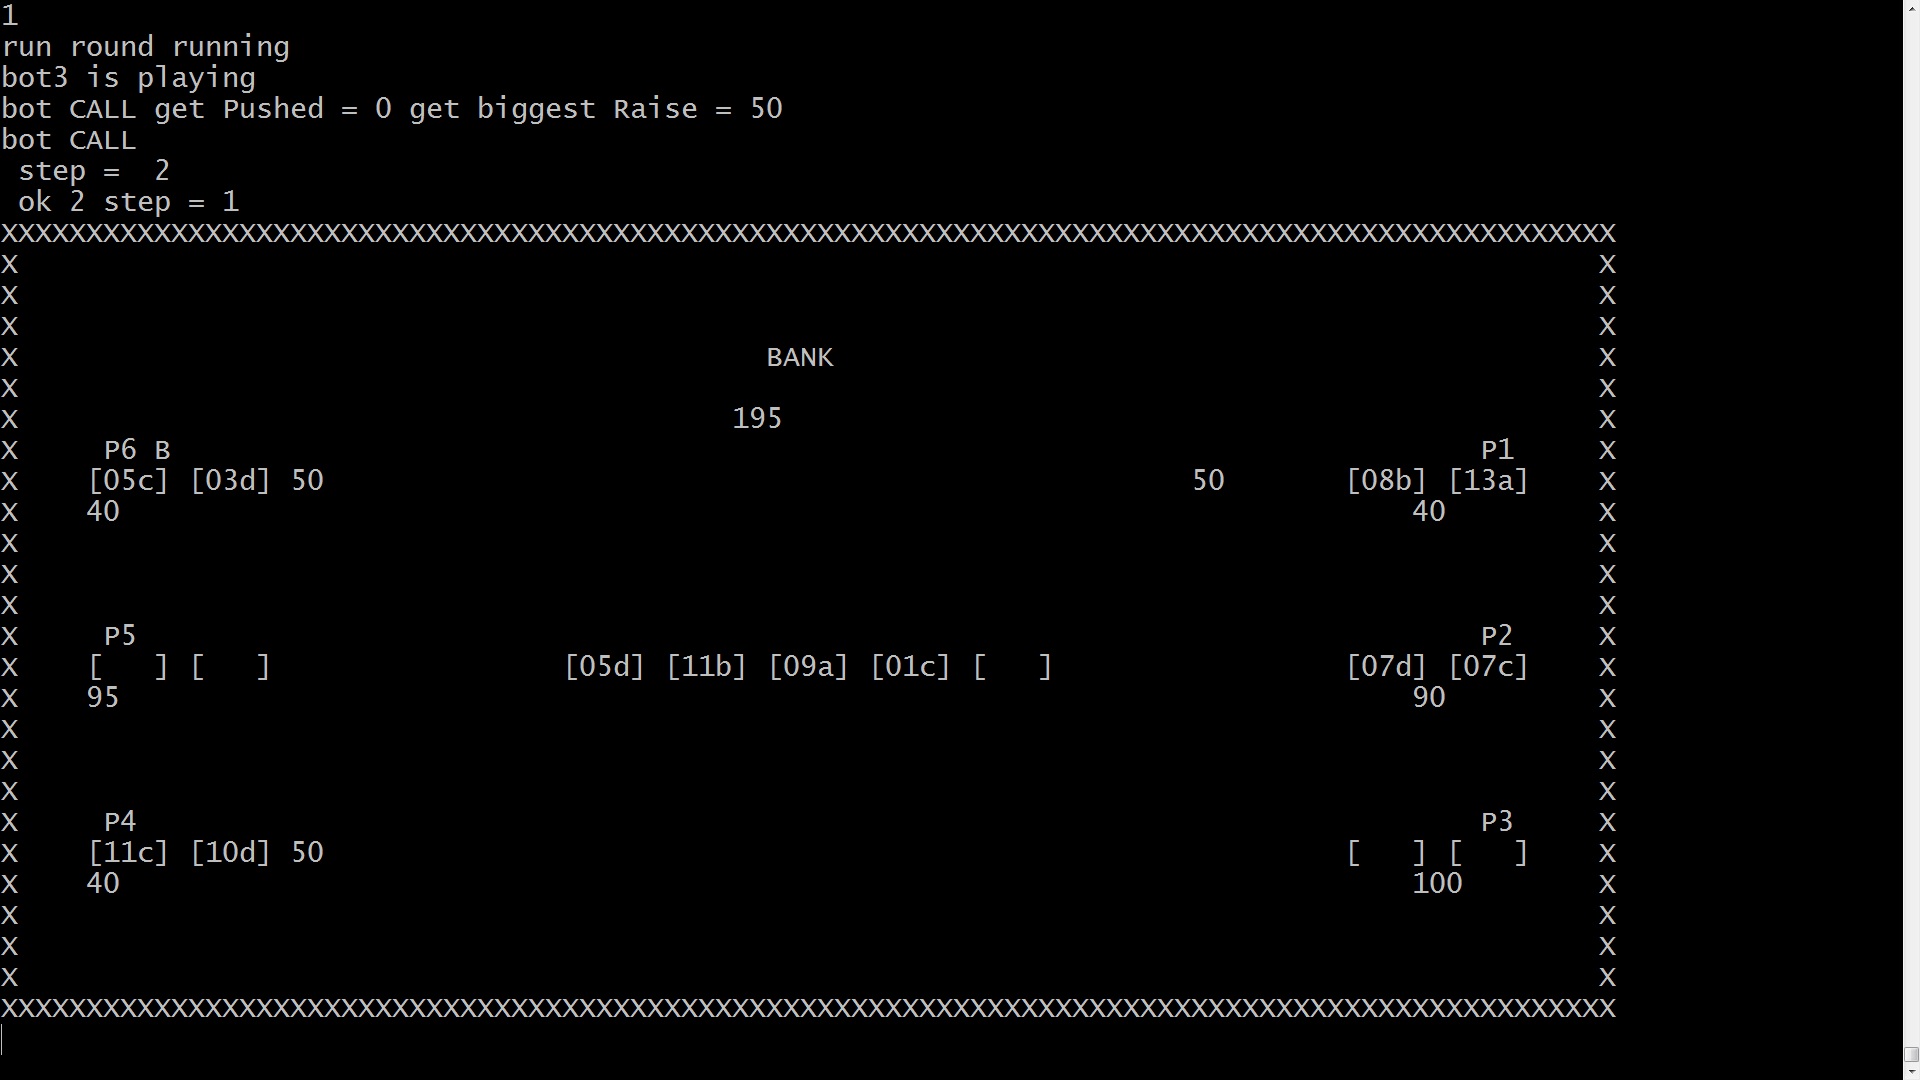 1
run round running
bot3 is playing
bot CALL get Pushed = 0 get biggest Raise = 50
bot CALL
 step =  2
 ok 2 step = 1
XXXXXXXXXXXXXXXXXXXXXXXXXXXXXXXXXXXXXXXXXXXXXXXXXXXXXXXXXXXXXXXXXXXXXXXXXXXXXXXXXXXXXXXXXXXXXXX
X                                                                                             X
X                                                                                             X
X                                                                                             X
X                                            BANK                                             X
X                                                                                             X
X                                          195                                                X
X     P6 B                                                                             P1     X
X    [05c] [03d] 50                                                   50       [08b] [13a]    X
X    40                                                                            40         X
X                                                                                             X
X                                                                                             X
X                                                                                             X
X     P5                                                                               P2     X
X    [   ] [   ]                 [05d] [11b] [09a] [01c] [   ]                 [07d] [07c]    X
X    95                                                                            90         X
X                                                                                             X
X                                                                                             X
X                                                                                             X
X     P4                                                                               P3     X
X    [11c] [10d] 50                                                            [   ] [   ]    X
X    40                                                                            100        X
X                                                                                             X
X                                                                                             X
X                                                                                             X
XXXXXXXXXXXXXXXXXXXXXXXXXXXXXXXXXXXXXXXXXXXXXXXXXXXXXXXXXXXXXXXXXXXXXXXXXXXXXXXXXXXXXXXXXXXXXXX